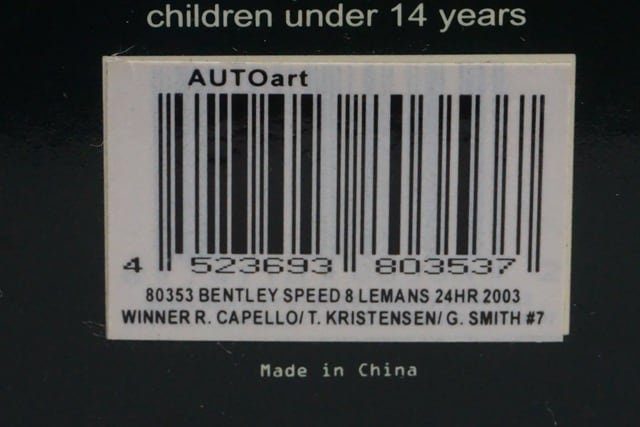 children under 14 years
AUTOart
4 523693 803537
80353 BENTLEY SPEED 8 LEMANS 24HR 2003
WINNER R. CAPELLO/ T. KRISTENSEN/ G. SMITH #7
Made in China